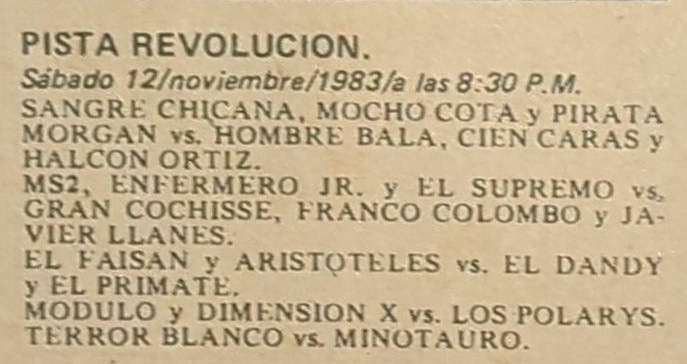 PISTA REVOLUCION.
Sábado 12/noviembre/1983/a las 8:30 P.M.
SANGRE CHICANA, MOCHO COTA y PIRATA
MORGAN vs. HOMBRE BALA, CIEN CARAS y
HALCON ORTIZ.
MS2, ENFERMERO JR. y EL SUPREMO vs.
GRAN COCHISSE, FRANCO COLOMBO y JA-
VIER LLANES.
EL FAISAN y ARISTOTELES vs. EL DANDY
y EL PRIMATE.
MODULO y DIMENSION X vs. LOS POLARYS.
TERROR BLANCO vs. MINOTAURO.